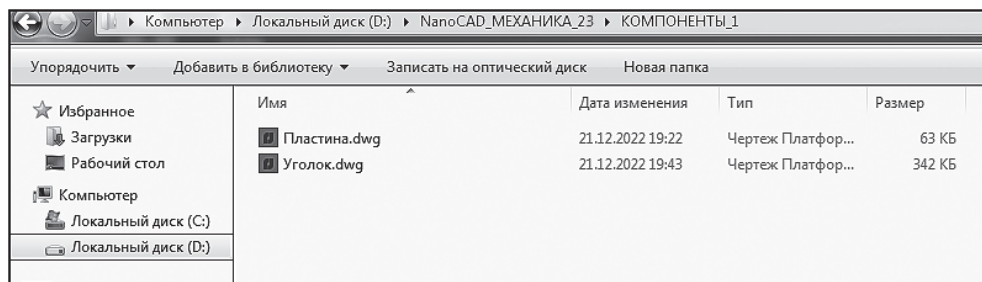 Компьютер Локальный диск (D:) NanoCAD_МЕХАНИКА_23 КОМПОНЕНТЫ_1
Упорядочить Добавить в библиотеку Записать на оптический диск Новая папка
Избранное
Загрузки
Рабочий стол
Компьютер
Локальный диск (C:)
Локальный диск (D:)
Имя Дата изменения Тип Размер
Пластина.dwg 21.12.2022 19:22 Чертеж Платфор... 63 КБ
Уголок.dwg 21.12.2022 19:43 Чертеж Платфор... 342 КБ